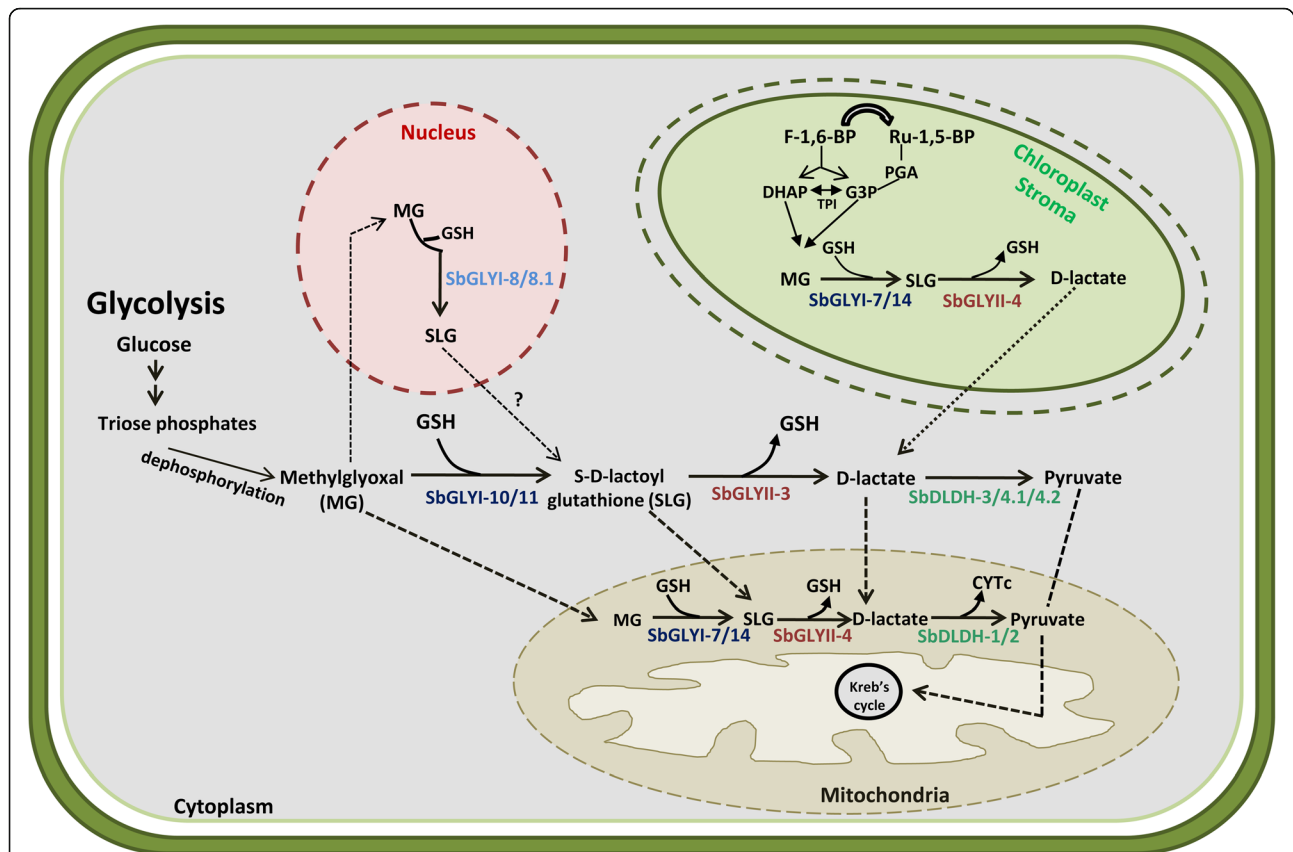 Nucleus
MG
GSH
SbGLYI-8/8.1
SLG
?
F-1,6-BP
Ru-1,5-BP
PGA
DHAP
TPI
G3P
Chloroplast
Stroma
GSH
GSH
MG
SLG
D-lactate
SbGLYI-7/14
SbGLYII-4
Glycolysis
Glucose
Triose phosphates
dephosphorylation
Methylglyoxal
(MG)
GSH
SbGLYI-10/11
S-D-lactoyl
glutathione (SLG)
GSH
SbGLYII-3
D-lactate
SbDLDH-3/4.1/4.2
Pyruvate
GSH
GSH
CYTc
MG
SLG
D-lactate
Pyruvate
SbGLYI-7/14
SbGLYII-4
SbDLDH-1/2
Kreb's
cycle
Mitochondria
Cytoplasm